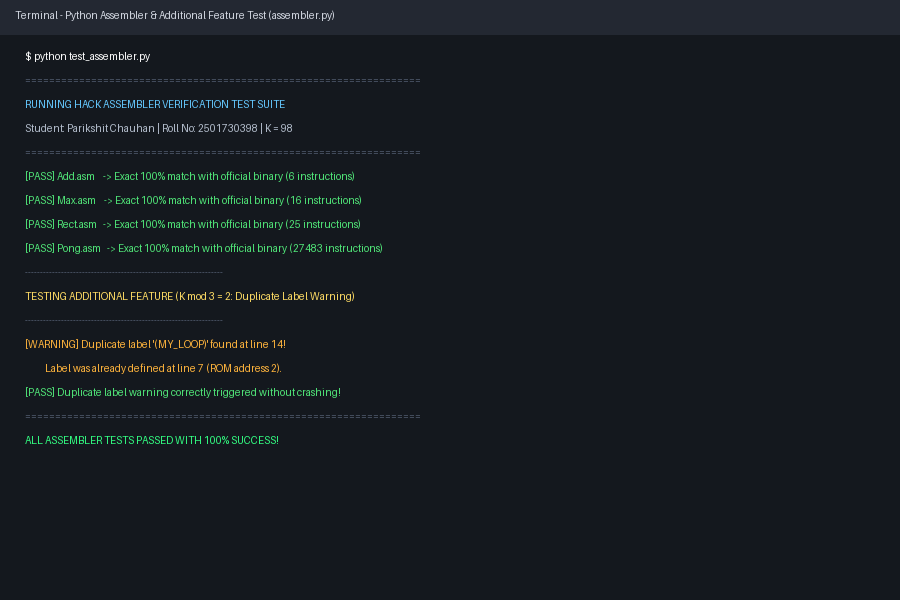 Terminal - Python Assembler & Additional Feature Test (assembler.py)
$ python test_assembler.py
==================================================================
RUNNING HACK ASSEMBLER VERIFICATION TEST SUITE
Student: Parikshit Chauhan | Roll No: 2501730398 | K = 98
==================================================================
[PASS] Add.asm -> Exact 100% match with official binary (6 instructions)
[PASS] Max.asm -> Exact 100% match with official binary (16 instructions)
[PASS] Rect.asm -> Exact 100% match with official binary (25 instructions)
[PASS] Pong.asm -> Exact 100% match with official binary (27483 instructions)
------------------------------------------------------------------
TESTING ADDITIONAL FEATURE (K mod 3 = 2: Duplicate Label Warning)
------------------------------------------------------------------
[WARNING] Duplicate label '(MY_LOOP)' found at line 14!
Label was already defined at line 7 (ROM address 2).
[PASS] Duplicate label warning correctly triggered without crashing!
==================================================================
ALL ASSEMBLER TESTS PASSED WITH 100% SUCCESS!